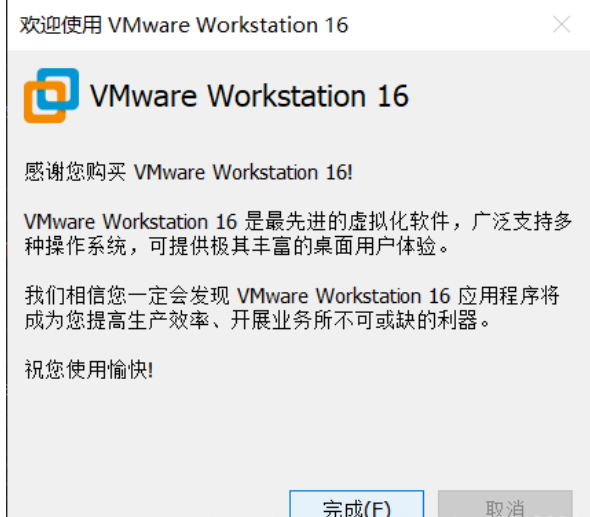 欢迎使用 VMware Workstation 16
VMware Workstation 16
感谢您购买 VMware Workstation 16!
VMware Workstation 16 是最先进的虚拟化软件，广泛支持多
种操作系统，可提供极其丰富的桌面用户体验。
我们相信您一定会发现 VMware Workstation 16 应用程序将
成为您提高生产效率、开展业务所不可或缺的利器。
祝您使用愉快!
完成(F) 取消